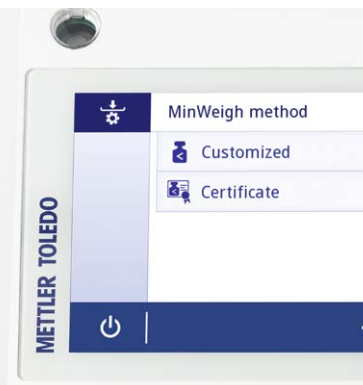 MinWeigh method
Customized
Certificate
METTLER TOLEDO